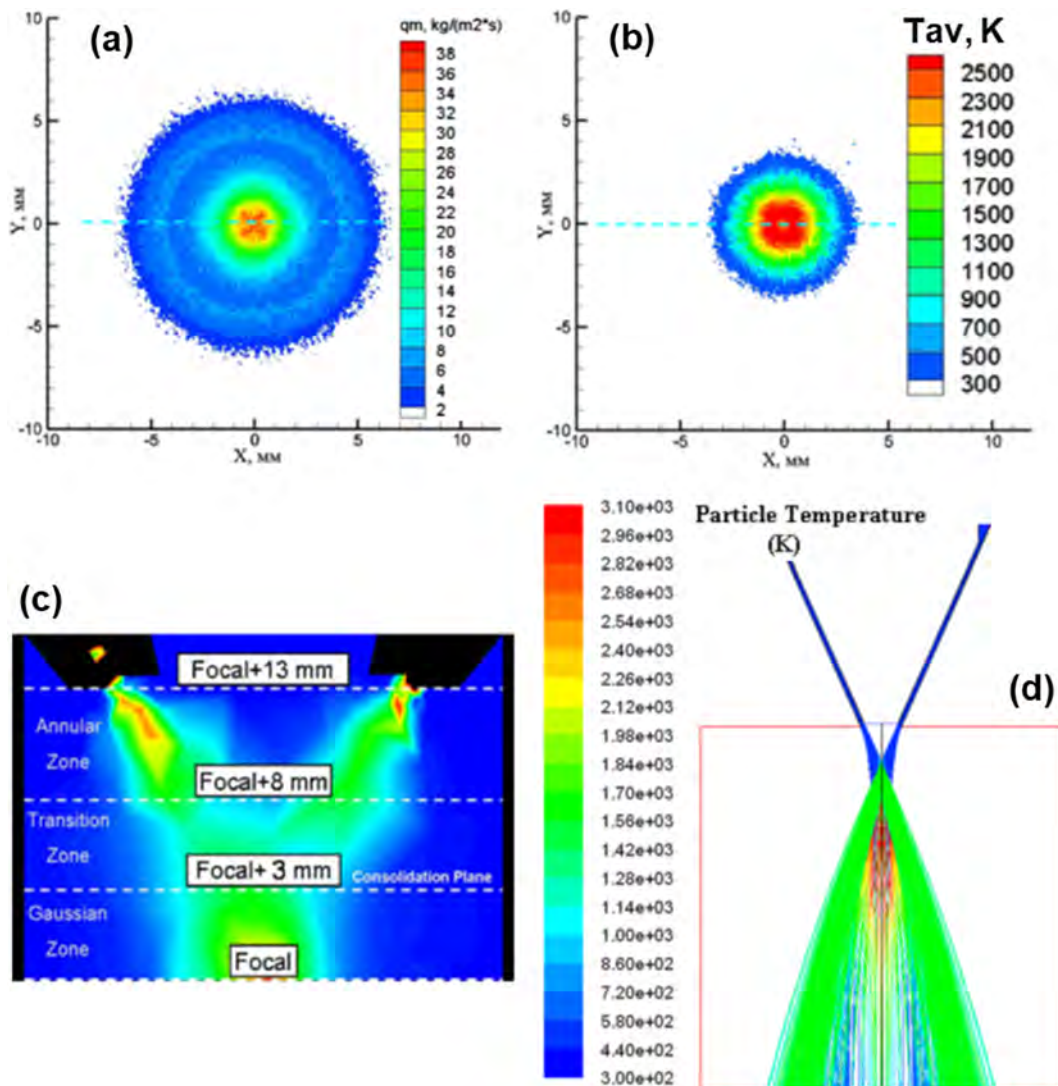 (a)
qm, kg/(m2*s)
10
5
0
-5
-10
Y, мм
-10
-5
0
5
10
X, мм
38
36
34
32
30
28
26
24
22
20
18
16
14
12
10
8
6
4
2
(b)
Tav, K
10
5
0
-5
-10
Y, мм
-10
-5
0
5
10
X, мм
2500
2300
2100
1900
1700
1500
1300
1100
900
700
500
300
(c)
Focal+13 mm
Annular
Zone
Focal+8 mm
Transition
Zone
Focal+ 3 mm
Consolidation Plane
Gaussian
Zone
Focal
3.10e+03
2.96e+03
2.82e+03
2.68e+03
2.54e+03
2.40e+03
2.26e+03
2.12e+03
1.98e+03
1.84e+03
1.70e+03
1.56e+03
1.42e+03
1.28e+03
1.14e+03
1.00e+03
8.60e+02
7.20e+02
5.80e+02
4.40e+02
3.00e+02
Particle Temperature
(K)
(d)